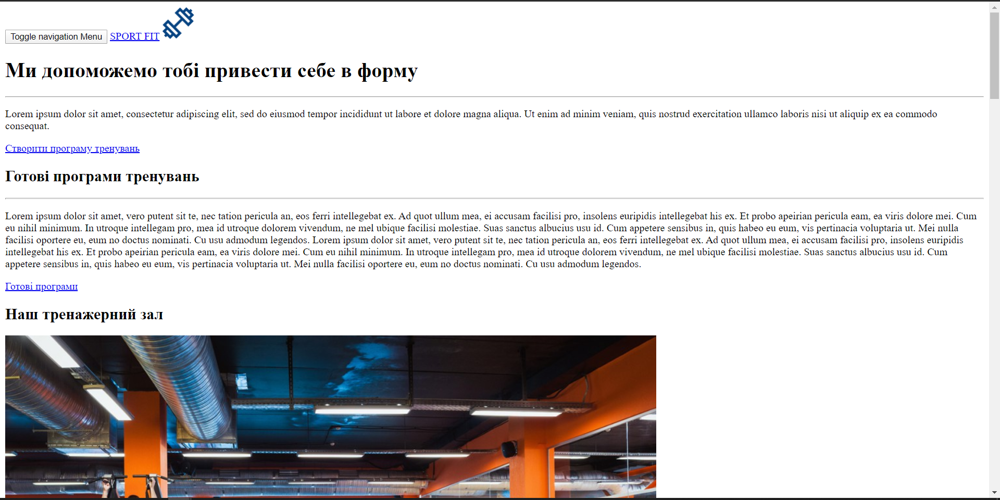 Toggle navigation Menu SPORT FIT
Ми допоможемо тобі привести себе в форму
Lorem ipsum dolor sit amet, consectetur adipiscing elit, sed do eiusmod tempor incididunt ut labore et dolore magna aliqua. Ut enim ad minim veniam, quis nostrud exercitation ullamco laboris nisi ut aliquip ex ea commodo
consequat.
Створити програму тренувань
Готові програми тренувань
Lorem ipsum dolor sit amet, vero putent sit te, nec tation pericula an, eos ferri intellegebat ex. Ad quot ullum mea, ei accusam facilisi pro, insolens euripidis intellegebat his ex. Et probo apeirian pericula eam, ea viris dolore mei. Cum
eu nihil minimum. In utroque intellegam pro, mea id utroque dolorem vivendum, ne mel ubique facilisi molestiae. Suas sanctus albucius usu id. Cum appetere sensibus in, quis habeo eu eum, vis pertinacia voluptaria ut. Mei nulla
facilisi oportere eu, eum no doctus nominati. Cu usu admodum legendos. Lorem ipsum dolor sit amet, vero putent sit te, nec tation pericula an, eos ferri intellegebat ex. Ad quot ullum mea, ei accusam facilisi pro, insolens euripidis
intellegebat his ex. Et probo apeirian pericula eam, ea viris dolore mei. Cum eu nihil minimum. In utroque intellegam pro, mea id utroque dolorem vivendum, ne mel ubique facilisi molestiae. Suas sanctus albucius usu id. Cum
appetere sensibus in, quis habeo eu eum, vis pertinacia voluptaria ut. Mei nulla facilisi oportere eu, eum no doctus nominati. Cu usu admodum legendos.
Готові програми
Наш тренажерний зал